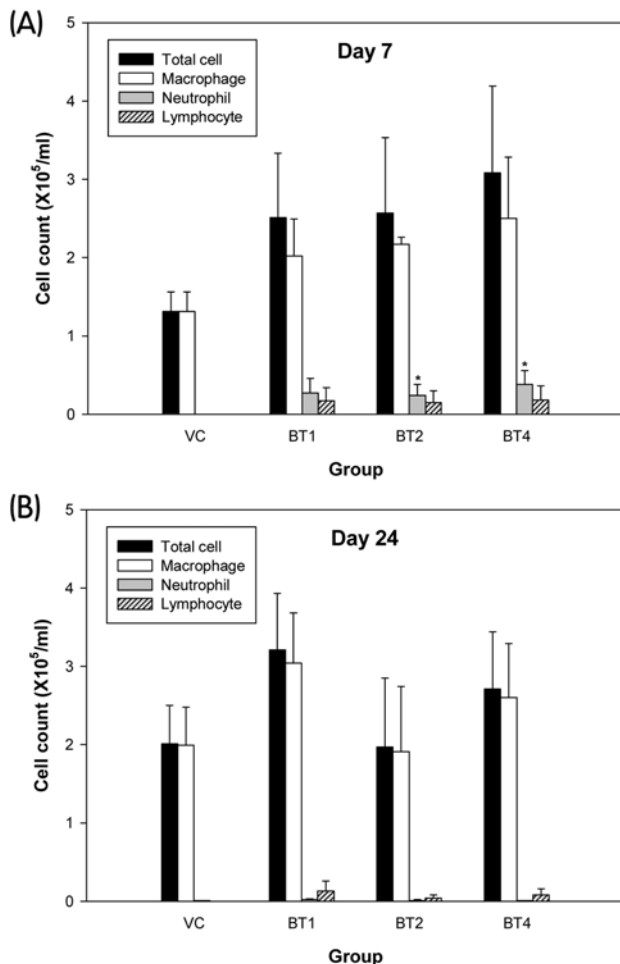 (A)
5
4
3
2
1
0
Cell count (X10⁵/ml)
Total cell
Macrophage
Neutrophil
Lymphocyte
Day 7
*
*
VC BT1 BT2 BT4
Group
(B)
5
4
3
2
1
0
Cell count (X10⁵/ml)
Total cell
Macrophage
Neutrophil
Lymphocyte
Day 24
VC BT1 BT2 BT4
Group